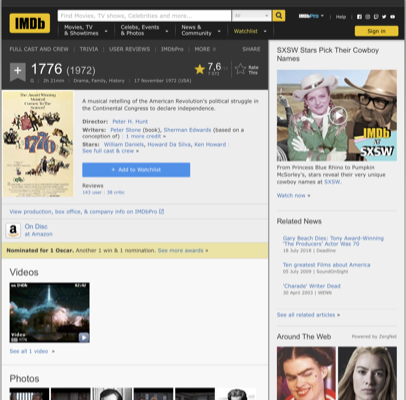 IMDb
Find Movies, TV shows, Celebrities and more...
All
IMDbPro
Help
Movies, TV & Showtimes
Celebs, Events & Photos
News & Community
Watchlist
Sign in
FULL CAST AND CREW | TRIVIA | USER REVIEWS | IMDbPro | MORE
SHARE
1776 (1972)
7,6
Rate This
G | 2h 21min | Drama, Family, History | 17 November 1972 (USA)
1776
A musical retelling of the American Revolution's political struggle in
the Continental Congress to declare independence.
Director: Peter H. Hunt
Writers: Peter Stone (book), Sherman Edwards (based on a
conception of) | 1 more credit »
Stars: William Daniels, Howard Da Silva, Ken Howard
See full cast & crew »
+ Add to Watchlist
Reviews
143 user | 38 critic
View production, box office, & company info on IMDbPro
On Disc
at Amazon
Nominated for 1 Oscar. Another 1 win & 1 nomination. See more awards »
Videos
See all 1 video »
Photos
SXSW Stars Pick Their Cowboy
Names
IMDb
at
SXSW
From Princess Blue Rhino to Pumpkin
McSorley's, stars reveal their very unique
cowboy names at SXSW.
Watch now »
Related News
Gary Beach Dies: Tony Award-Winning
'The Producers' Actor Was 70
18 July 2018 | Deadline
Ten greatest Films about America
05 July 2009 | SoundOnSight
'Charade' Writer Dead
30 April 2003 | WENN
See all related articles »
Around The Web
Powered by ZergNet